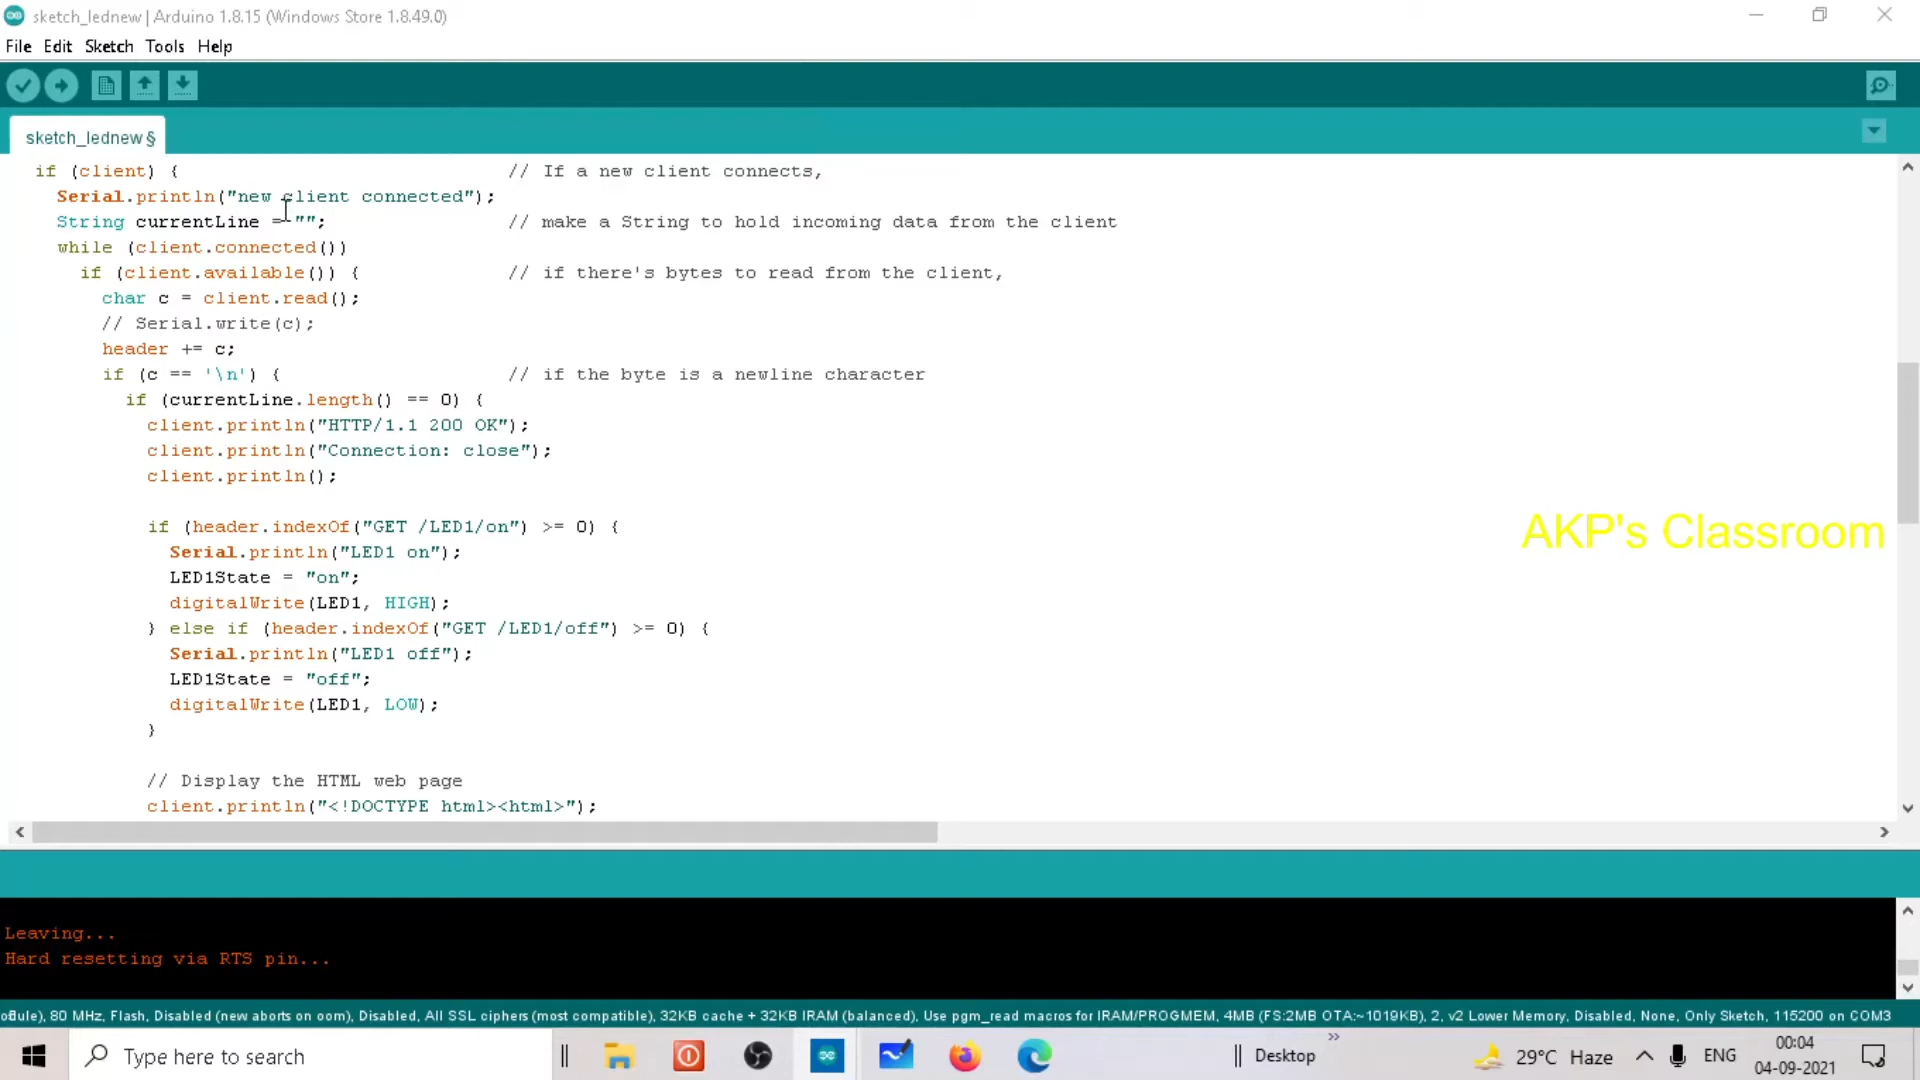 sketch_lednew | Arduino 1.8.15 (Windows Store 1.8.49.0)
File Edit Sketch Tools Help
sketch_lednew §
if (client) { // If a new client connects,
Serial.println("new client connected");
String currentLine = ""; // make a String to hold incoming data from the client
while (client.connected())
if (client.available()) { // if there's bytes to read from the client,
char c = client.read();
// Serial.write(c);
header += c;
if (c == '\n') { // if the byte is a newline character
if (currentLine.length() == 0) {
client.println("HTTP/1.1 200 OK");
client.println("Connection: close");
client.println();
if (header.indexOf("GET /LED1/on") >= 0) {
AKP's Classroom
Serial.println("LED1 on");
LED1State = "on";
digitalWrite(LED1, HIGH);
} else if (header.indexOf("GET /LED1/off") >= 0) {
Serial.println("LED1 off");
LED1State = "off";
digitalWrite(LED1, LOW);
}
// Display the HTML web page
client.println("<!DOCTYPE html><html>");
Leaving...
Hard resetting via RTS pin...
80 MHz, Flash, Disabled (new aborts on oom), Disabled, All SSL ciphers (most compatible), 32KB cache + 32KB IRAM (balanced), Use pgm_read macros for IRAM/PROGMEM, 4MB (FS:2MB OTA:~1019KB), 2, v2 Lower Memory, Disabled, None, Only Sketch, 115200 on COM3
Type here to search
Desktop
29°C Haze
ENG
00:04
04-09-2021